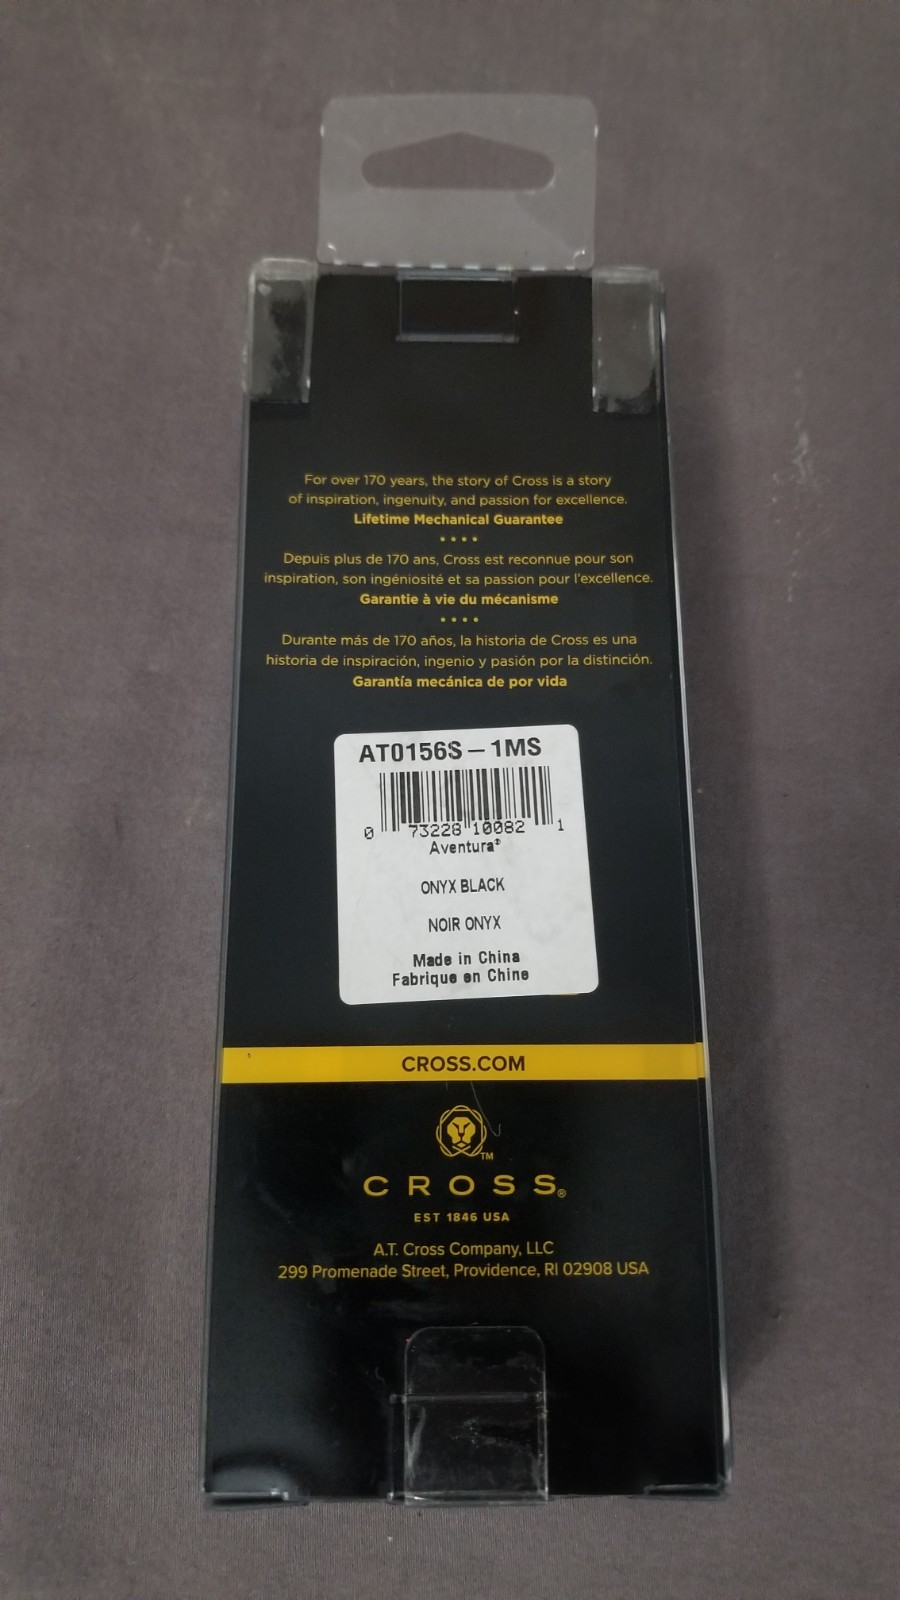 For over 170 years, the story of Cross is a story
of inspiration, ingenuity, and passion for excellence.
Lifetime Mechanical Guarantee
Depuis plus de 170 ans, Cross est reconnue pour son
inspiration, son ingéniosité et sa passion pour l'excellence.
Garantie à vie du mécanisme
Durante más de 170 años, la historia de Cross es una
historia de inspiración, ingenio y pasión por la distinción.
Garantía mecánica de por vida
AT0156S – 1MS
0 73228 10082 1
Aventura®
ONYX BLACK
NOIR ONYX
Made in China
Fabrique en Chine
CROSS.COM
TM
CROSS®
EST 1846 USA
A.T. Cross Company, LLC
299 Promenade Street, Providence, RI 02908 USA